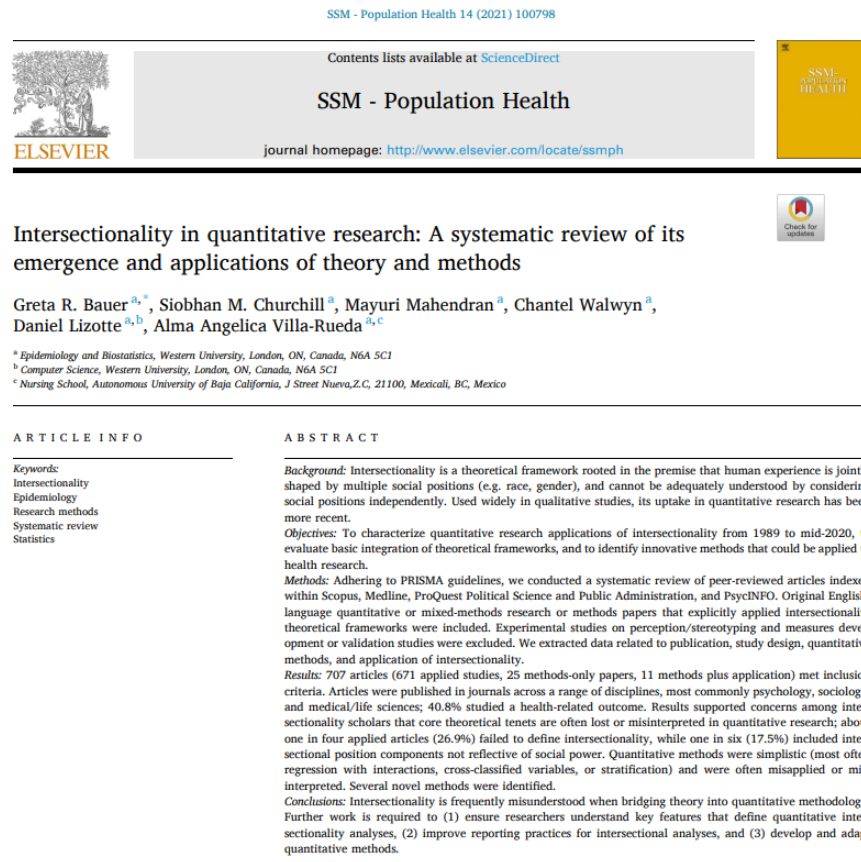 SSM - Population Health 14 (2021) 100798
Contents lists available at ScienceDirect
SSM - Population Health
journal homepage: http://www.elsevier.com/locate/ssmph
ELSEVIER
SSM-
POPULATION
HEALTH
Check for
updates
Intersectionality in quantitative research: A systematic review of its
emergence and applications of theory and methods
Greta R. Bauer a,*, Siobhan M. Churchill a, Mayuri Mahendran a, Chantel Walwyn a,
Daniel Lizotte a,b, Alma Angelica Villa-Rueda a,c
a Epidemiology and Biostatistics, Western University, London, ON, Canada, N6A 5C1
b Computer Science, Western University, London, ON, Canada, N6A 5C1
c Nursing School, Autonomous University of Baja California, J Street Nueva,Z.C, 21100, Mexicali, BC, Mexico
ARTICLE INFO
Keywords:
Intersectionality
Epidemiology
Research methods
Systematic review
Statistics
ABSTRACT
Background: Intersectionality is a theoretical framework rooted in the premise that human experience is joint
shaped by multiple social positions (e.g. race, gender), and cannot be adequately understood by considerin
social positions independently. Used widely in qualitative studies, its uptake in quantitative research has bee
more recent.
Objectives: To characterize quantitative research applications of intersectionality from 1989 to mid-2020,
evaluate basic integration of theoretical frameworks, and to identify innovative methods that could be applied
health research.
Methods: Adhering to PRISMA guidelines, we conducted a systematic review of peer-reviewed articles indexe
within Scopus, Medline, ProQuest Political Science and Public Administration, and PsycINFO. Original English
language quantitative or mixed-methods research or methods papers that explicitly applied intersectionalit
theoretical frameworks were included. Experimental studies on perception/stereotyping and measures deve
opment or validation studies were excluded. We extracted data related to publication, study design, quantitativ
methods, and application of intersectionality.
Results: 707 articles (671 applied studies, 25 methods-only papers, 11 methods plus application) met inclusio
criteria. Articles were published in journals across a range of disciplines, most commonly psychology, sociolog
and medical/life sciences; 40.8% studied a health-related outcome. Results supported concerns among inte
sectionality scholars that core theoretical tenets are often lost or misinterpreted in quantitative research; abou
one in four applied articles (26.9%) failed to define intersectionality, while one in six (17.5%) included inte
sectional position components not reflective of social power. Quantitative methods were simplistic (most ofte
regression with interactions, cross-classified variables, or stratification) and were often misapplied or mi
interpreted. Several novel methods were identified.
Conclusions: Intersectionality is frequently misunderstood when bridging theory into quantitative methodolog
Further work is required to (1) ensure researchers understand key features that define quantitative inte
sectionality analyses, (2) improve reporting practices for intersectional analyses, and (3) develop and adap
quantitative methods.